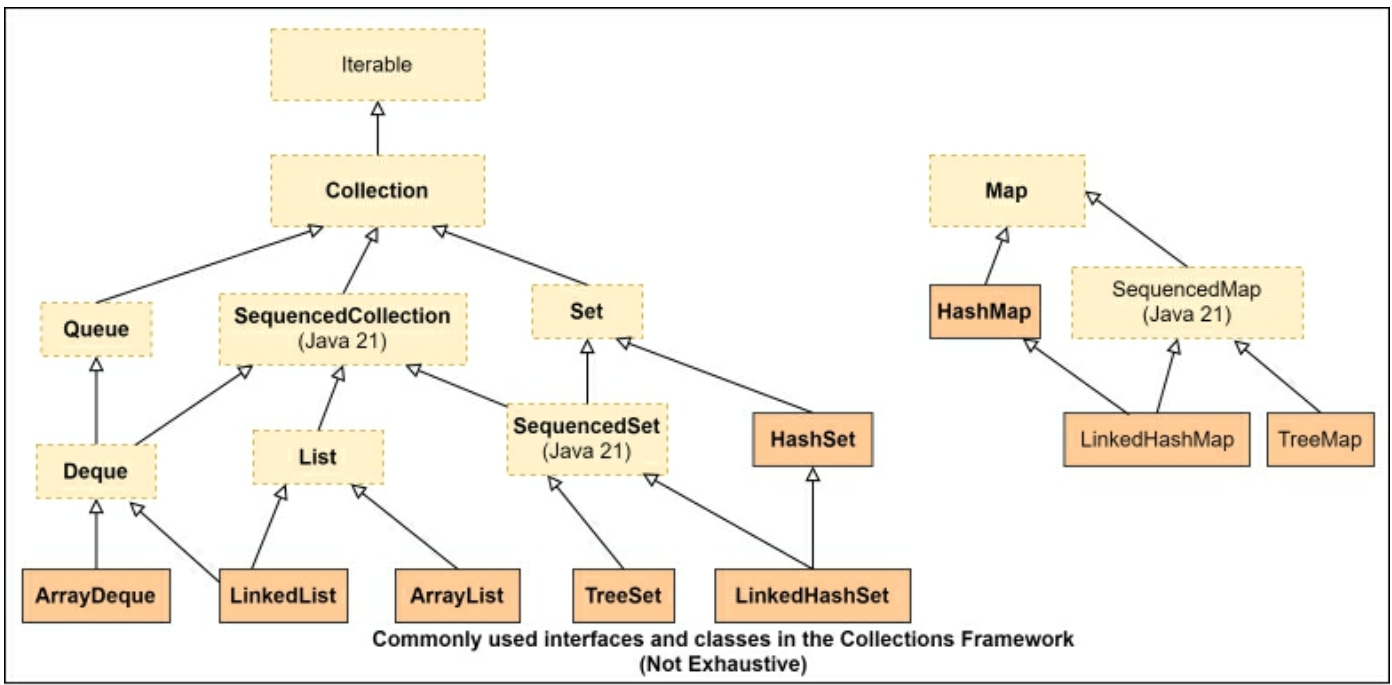 Iterable
Collection
Map
Queue
SequencedCollection
(Java 21)
Set
HashMap
SequencedMap
(Java 21)
Deque
List
SequencedSet
(Java 21)
HashSet
LinkedHashMap
TreeMap
ArrayDeque
LinkedList
ArrayList
TreeSet
LinkedHashSet
Commonly used interfaces and classes in the Collections Framework
(Not Exhaustive)